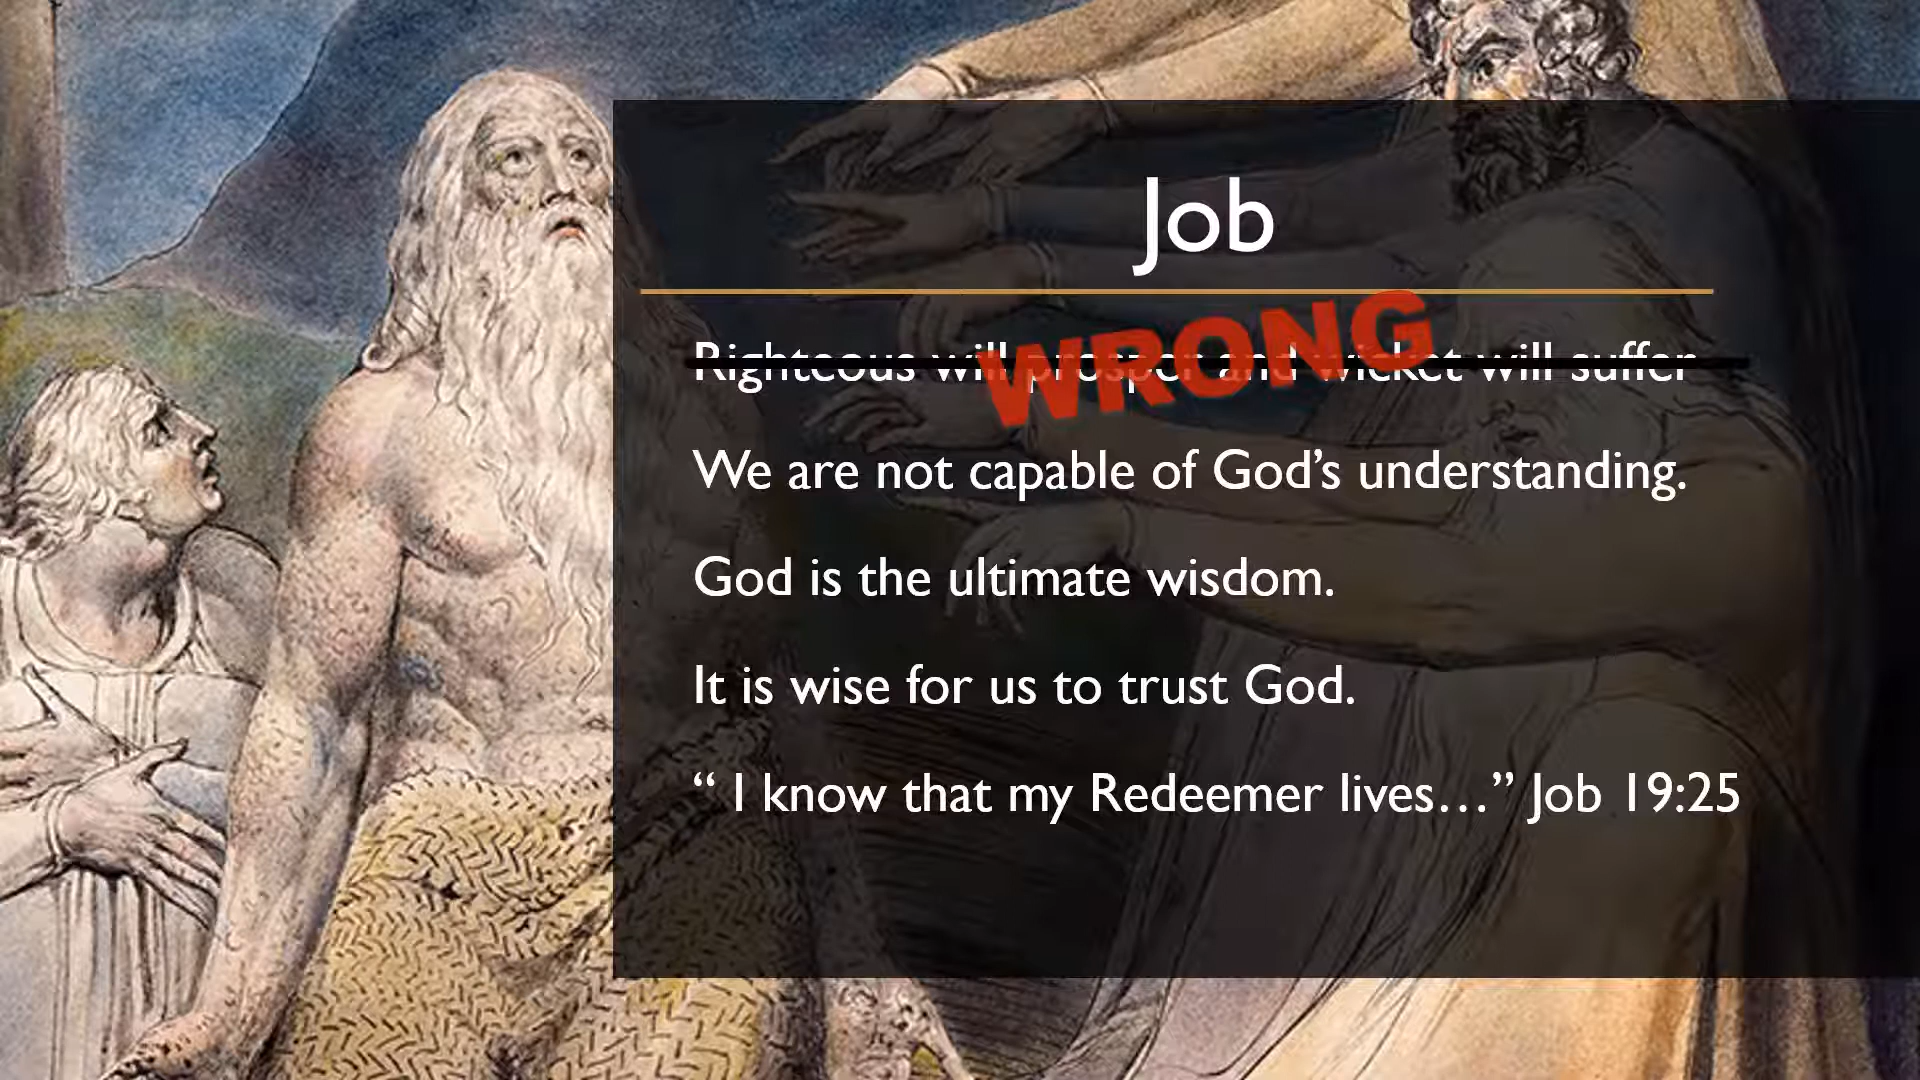 Job
WRONG
Righteous will prosper and wicket will suffer
We are not capable of God’s understanding.
God is the ultimate wisdom.
It is wise for us to trust God.
“ I know that my Redeemer lives…” Job 19:25